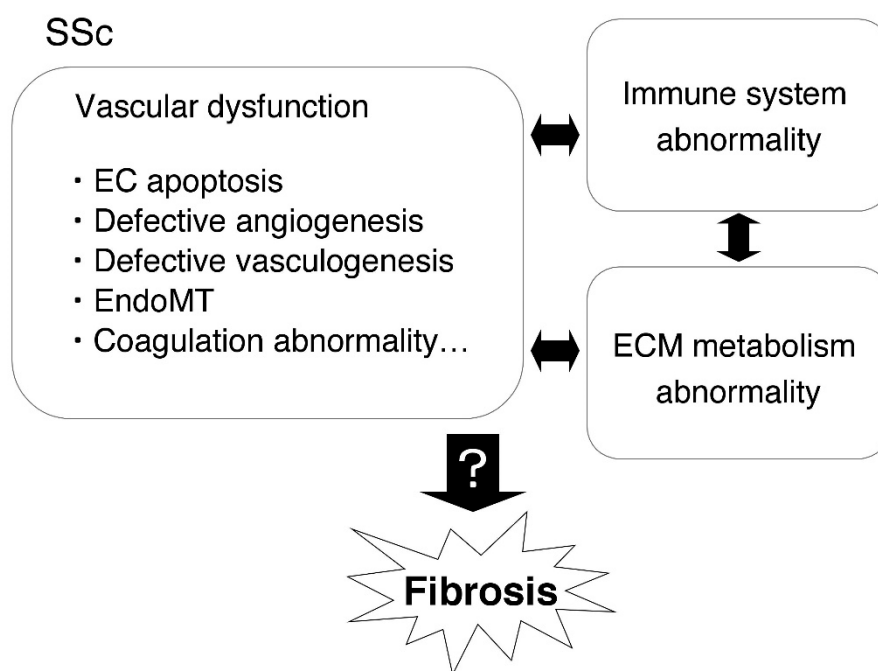 SSc
Vascular dysfunction
・EC apoptosis
・Defective angiogenesis
・Defective vasculogenesis
・EndoMT
・Coagulation abnormality…
Immune system
abnormality
ECM metabolism
abnormality
?
Fibrosis